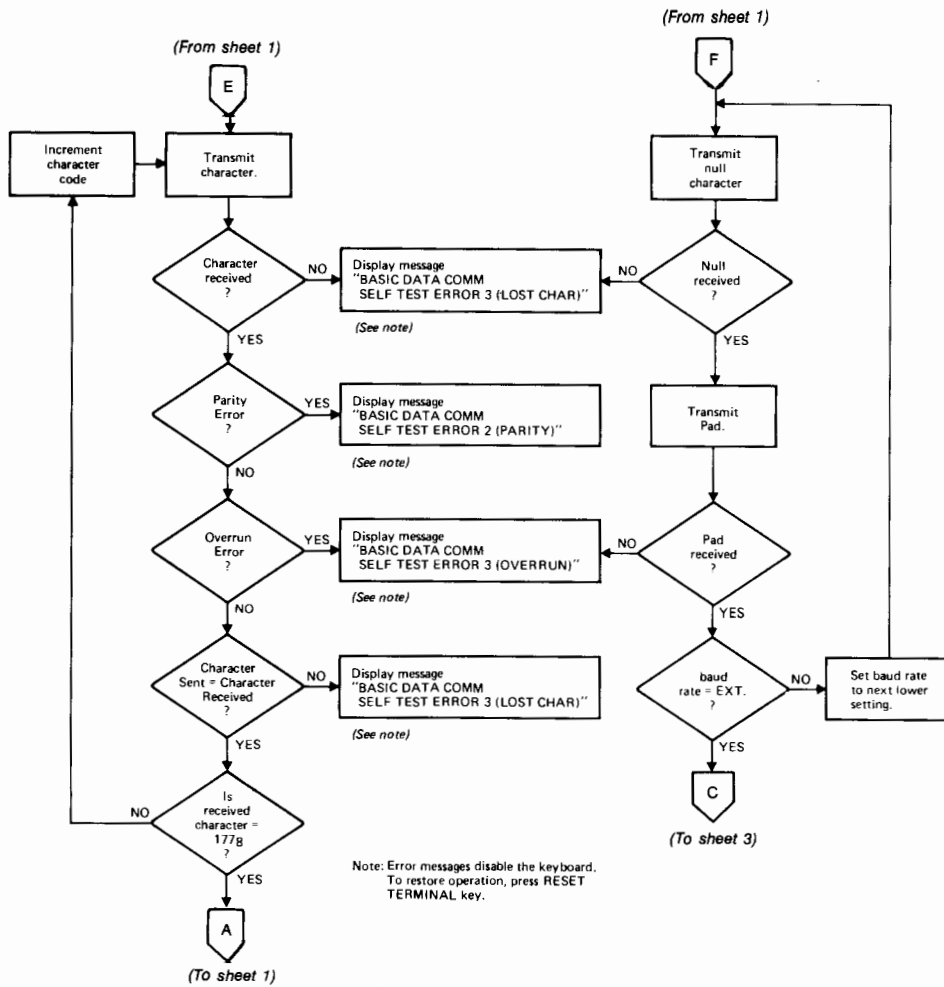 (From sheet 1)
E
Increment
character
code
Transmit
character.
Character
received
?
NO
YES
Display message
"BASIC DATA COMM
SELF TEST ERROR 3 (LOST CHAR)"
(See note)
Parity
Error
?
YES
NO
Display message
"BASIC DATA COMM
SELF TEST ERROR 2 (PARITY)"
(See note)
Overrun
Error
?
YES
NO
Display message
"BASIC DATA COMM
SELF TEST ERROR 3 (OVERRUN)"
(See note)
Character
Sent = Character
Received
?
NO
YES
Display message
"BASIC DATA COMM
SELF TEST ERROR 3 (LOST CHAR)"
(See note)
Is
received
character =
1778
?
NO
YES
A
(To sheet 1)
(From sheet 1)
F
Transmit
null
character
Null
received
?
NO
YES
Transmit
Pad.
Pad
received
?
NO
YES
baud
rate = EXT.
?
NO
YES
Set baud rate
to next lower
setting.
C
(To sheet 3)
Note: Error messages disable the keyboard.
To restore operation, press RESET
TERMINAL key.